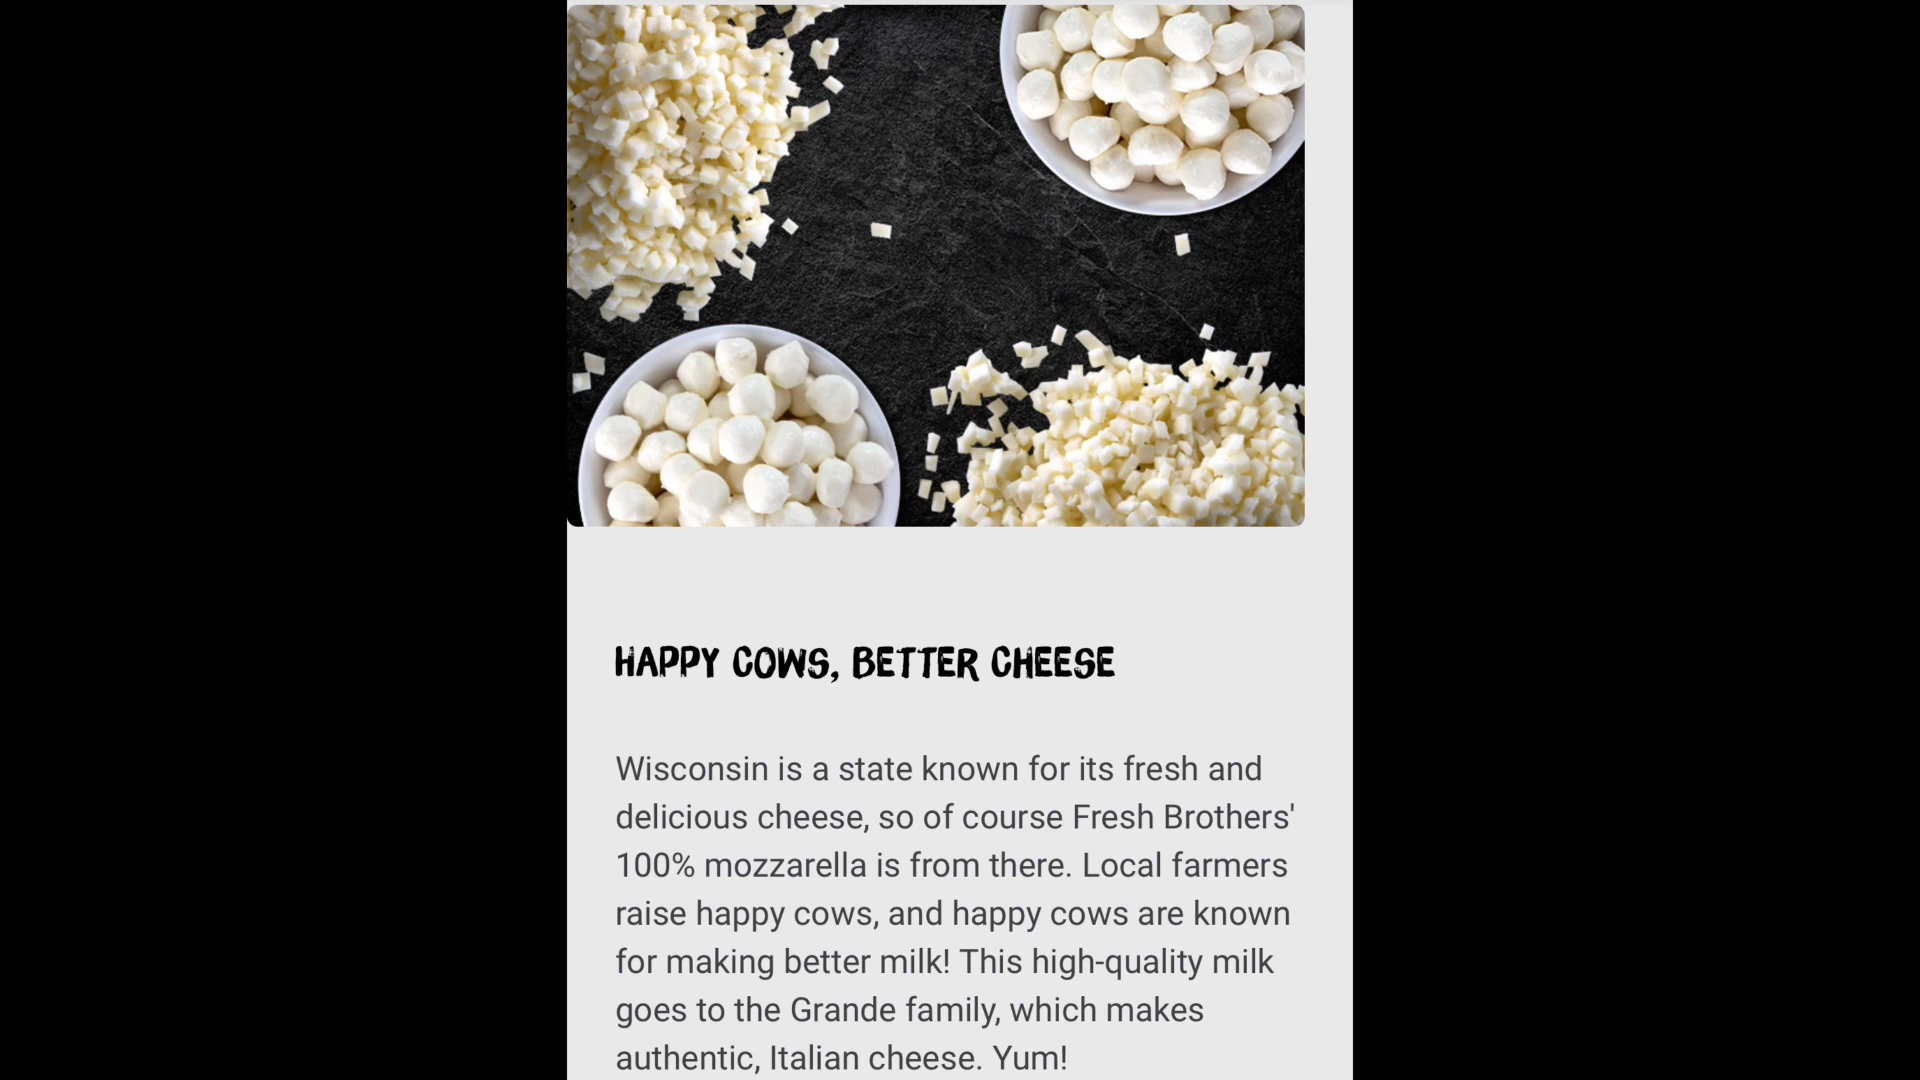 HAPPY COWS, BETTER CHEESE
Wisconsin is a state known for its fresh and
delicious cheese, so of course Fresh Brothers'
100% mozzarella is from there. Local farmers
raise happy cows, and happy cows are known
for making better milk! This high-quality milk
goes to the Grande family, which makes
authentic, Italian cheese. Yum!